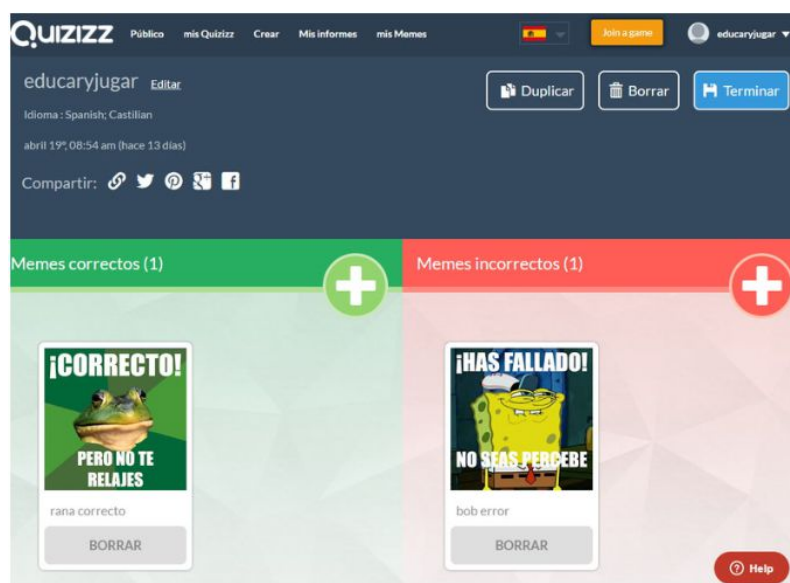 QUIZIZZ Público mis Quizizz Crear Mis informes mis Memes Join a game educaryjugar
educaryjugar Editar
Duplicar Borrar Terminar
Idioma : Spanish; Castilian
abril 19º, 08:54 am (hace 13 días)
Compartir:
Memes correctos (1)
Memes incorrectos (1)
¡CORRECTO!
PERO NO TE
RELAJES
rana correcto
BORRAR
¡HAS FALLADO!
NO SEAS PERCEBE
bob error
BORRAR
Help